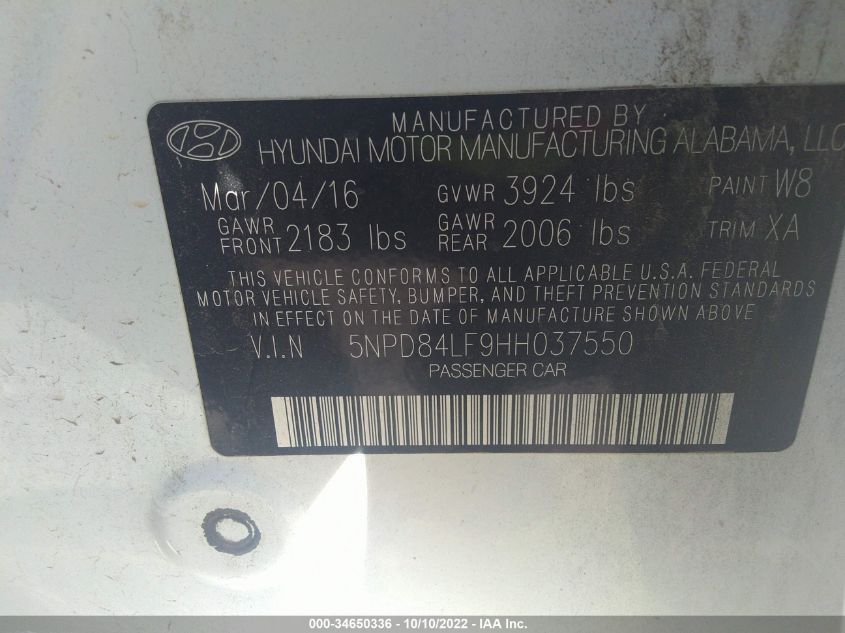 MANUFACTURED BY
HYUNDAI MOTOR MANUFACTURING ALABAMA, LLC
Mar/04/16 GVWR 3924 lbs PAINT W8
GAWR FRONT 2183 lbs GAWR REAR 2006 lbs TRIM XA
THIS VEHICLE CONFORMS TO ALL APPLICABLE U.S.A. FEDERAL
MOTOR VEHICLE SAFETY, BUMPER, AND THEFT PREVENTION STANDARDS
IN EFFECT ON THE DATE OF MANUFACTURE SHOWN ABOVE.
V.I.N 5NPD84LF9HH037550
PASSENGER CAR
000-34650336 - 10/10/2022 - IAA Inc.